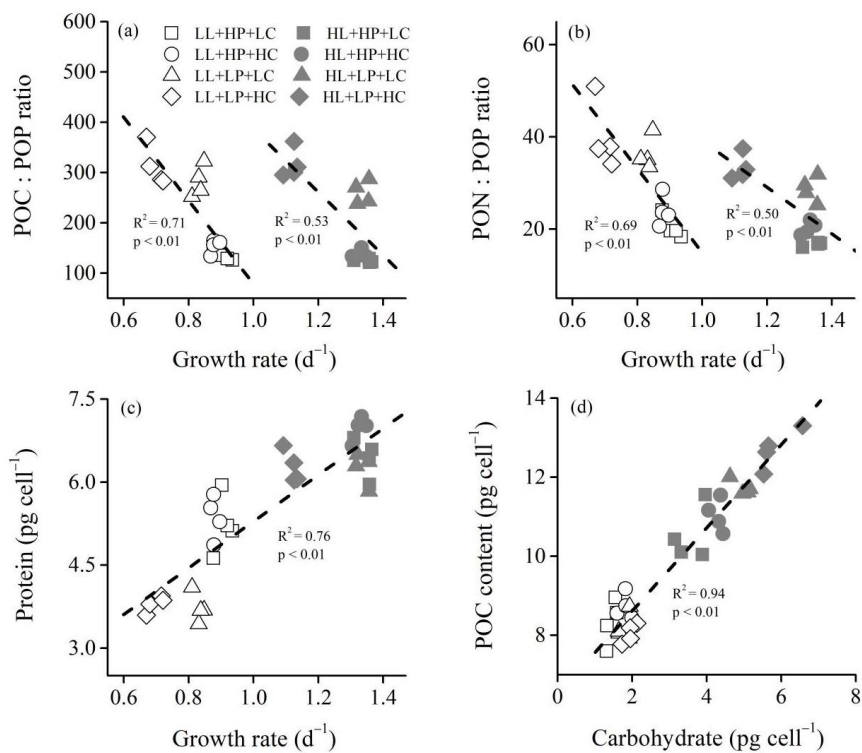 (a)
LL+HP+LC HL+HP+LC
LL+HP+HC HL+HP+HC
LL+LP+LC HL+LP+LC
LL+LP+HC HL+LP+HC
POC : POP ratio
600
500
400
300
200
100
R² = 0.71
p < 0.01
R² = 0.53
p < 0.01
0.6 0.8 1.0 1.2 1.4
Growth rate (d⁻¹)
(b)
PON : POP ratio
60
40
20
R² = 0.69
p < 0.01
R² = 0.50
p < 0.01
0.6 0.8 1.0 1.2 1.4
Growth rate (d⁻¹)
(c)
Protein (pg cell⁻¹)
7.5
6.0
4.5
3.0
R² = 0.76
p < 0.01
0.6 0.8 1.0 1.2 1.4
Growth rate (d⁻¹)
(d)
POC content (pg cell⁻¹)
14
12
10
8
R² = 0.94
p < 0.01
0 2 4 6 8
Carbohydrate (pg cell⁻¹)